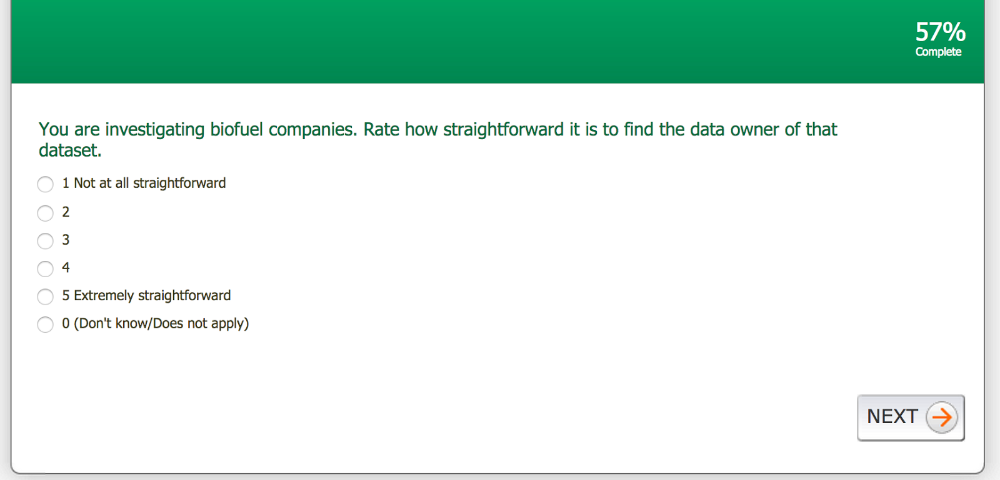 57%
Complete
You are investigating biofuel companies. Rate how straightforward it is to find the data owner of that
dataset.
1 Not at all straightforward
2
3
4
5 Extremely straightforward
0 (Don't know/Does not apply)
NEXT